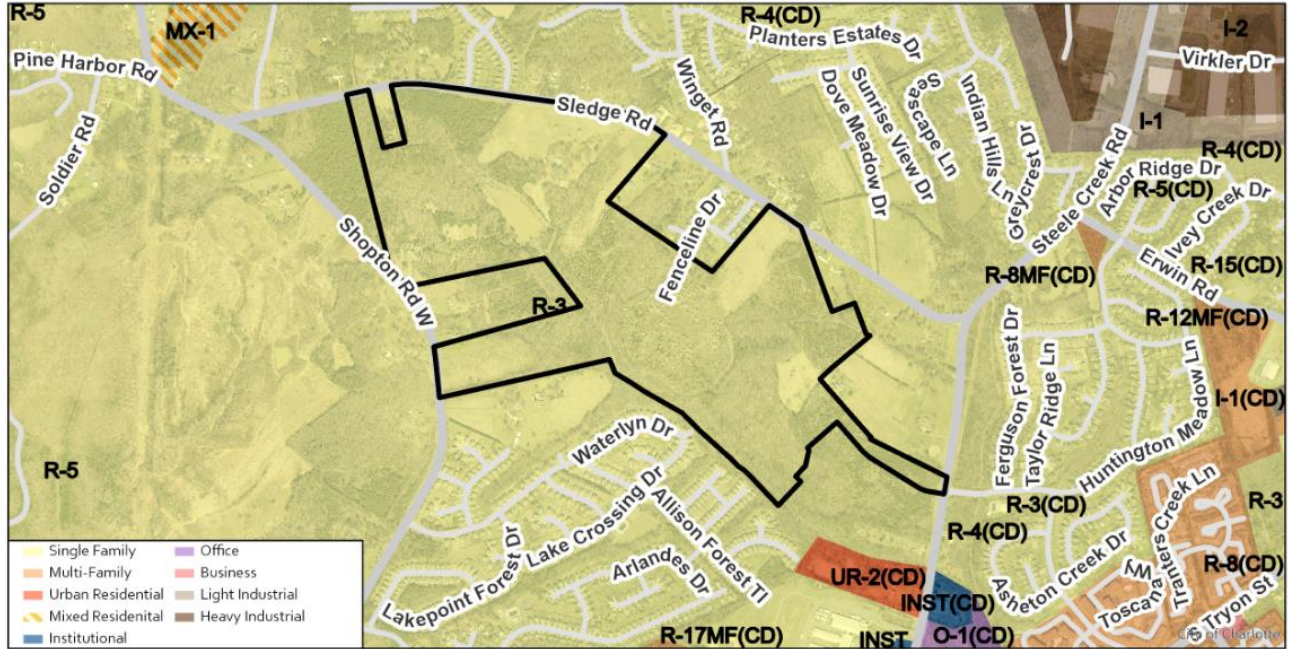 R-5
MX-1
R-4(CD)
I-2
Pine Harbor Rd
Planters Estates Dr
Virkler Dr
Winget Rd
Dove Meadow Dr
Sunrise View Dr
Seascape Ln
Indian Hills Ln
Greycrest Dr
Sledge Rd
I-1
Soldier Rd
Steele Creek Rd
Arbor Ridge Dr
R-4(CD)
R-5(CD)
Ivey Creek Dr
Shopton Rd W
Fenceline Dr
R-8MF(CD)
Erwin Rd
R-15(CD)
R-3
R-12MF(CD)
Ferguson Forest Dr
Taylor Ridge Ln
Huntington Meadow Ln
I-1(CD)
R-5
Waterlyn Dr
Lake Crossing Dr
Allison Forest Tl
R-3(CD)
R-3
R-4(CD)
Tranters Creek Ln
Lakepoint Forest Dr
Arlandes Dr
UR-2(CD)
Asheton Creek Dr
R-8(CD)
INST(CD)
Toscana Wy
S Tryon St
R-17MF(CD)
INST
O-1(CD)
City of Charlotte
Single Family
Multi-Family
Urban Residential
Mixed Residenital
Institutional
Office
Business
Light Industrial
Heavy Industrial